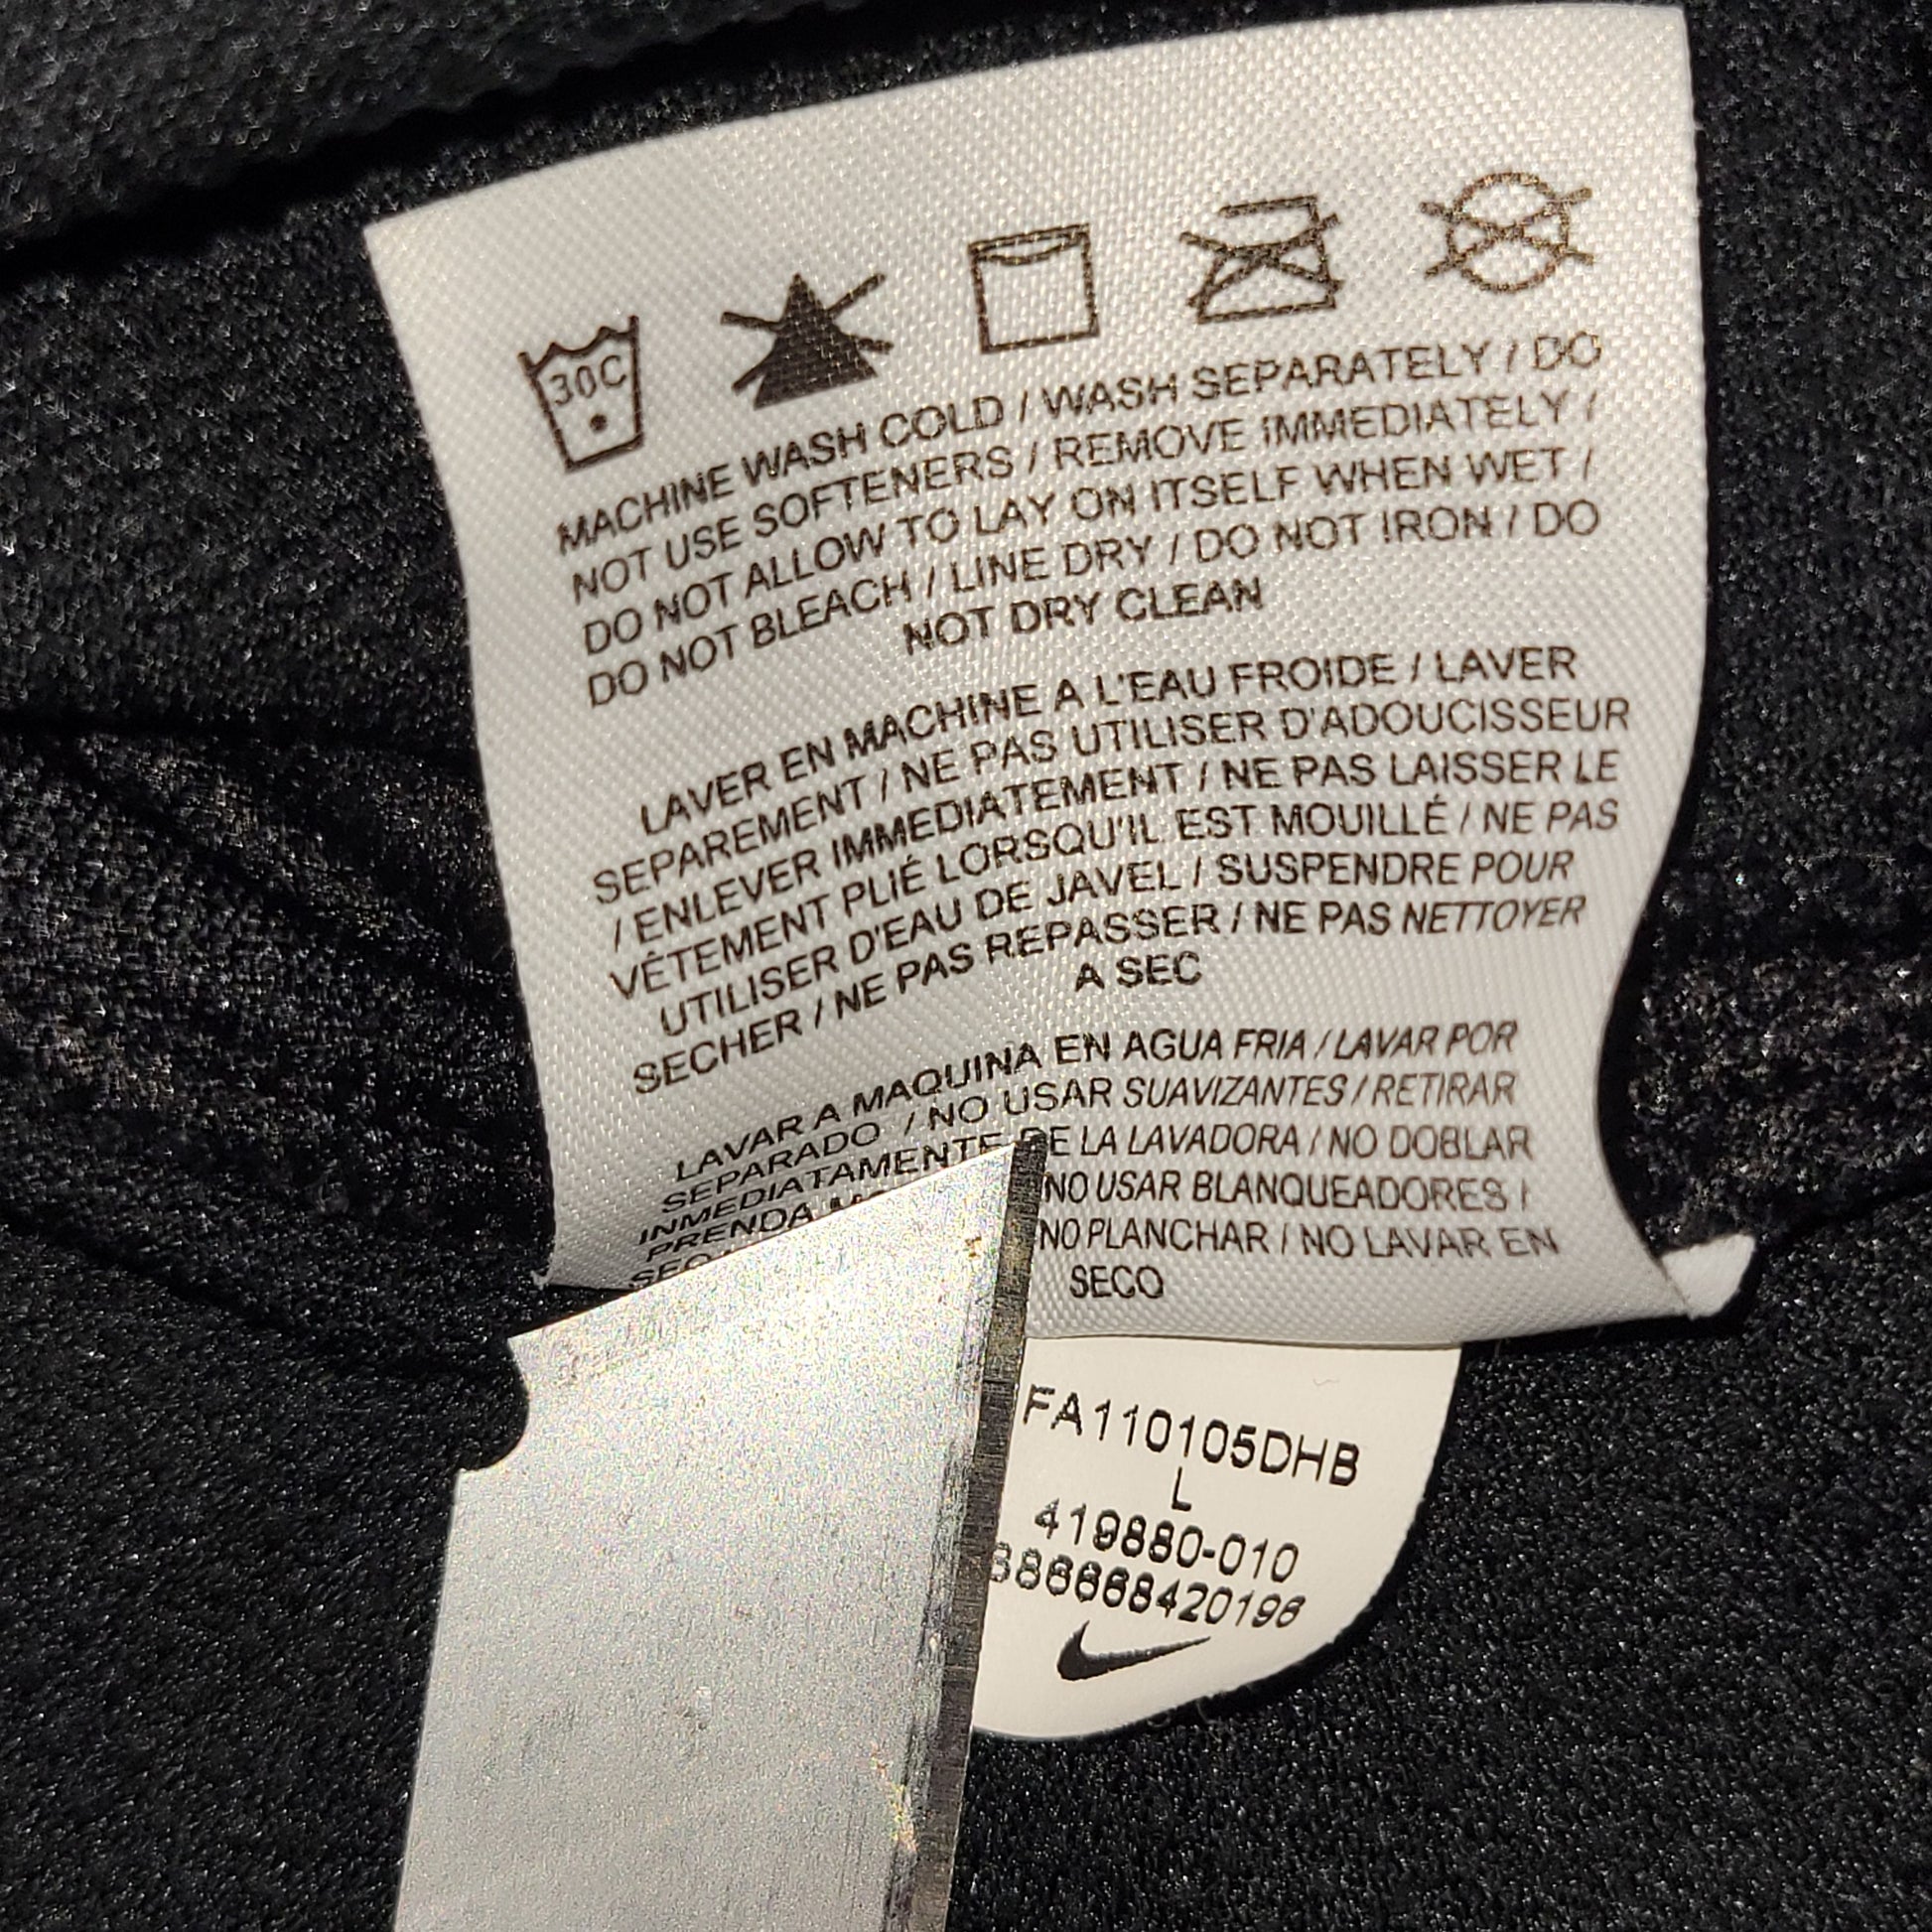 30C
MACHINE WASH COLD / WASH SEPARATELY / DO
NOT USE SOFTENERS / REMOVE IMMEDIATELY /
DO NOT ALLOW TO LAY ON ITSELF WHEN WET /
DO NOT BLEACH / LINE DRY / DO NOT IRON / DO
NOT DRY CLEAN
LAVER EN MACHINE A L'EAU FROIDE / LAVER
SEPAREMENT / NE PAS UTILISER D'ADOUCISSEUR
/ ENLEVER IMMEDIATEMENT / NE PAS LAISSER LE
VÊTEMENT PLIÉ LORSQU'IL EST MOUILLÉ / NE PAS
UTILISER D'EAU DE JAVEL / SUSPENDRE POUR
SECHER / NE PAS REPASSER / NE PAS NETTOYER
A SEC
LAVAR A MAQUINA EN AGUA FRIA / LAVAR POR
SEPARADO / NO USAR SUAVIZANTES / RETIRAR
INMEDIATAMENTE DE LA LAVADORA / NO DOBLAR
PRENDA NO USAR BLANQUEADORES /
NO PLANCHAR / NO LAVAR EN
SECO
FA110105DHB
L
419880-010